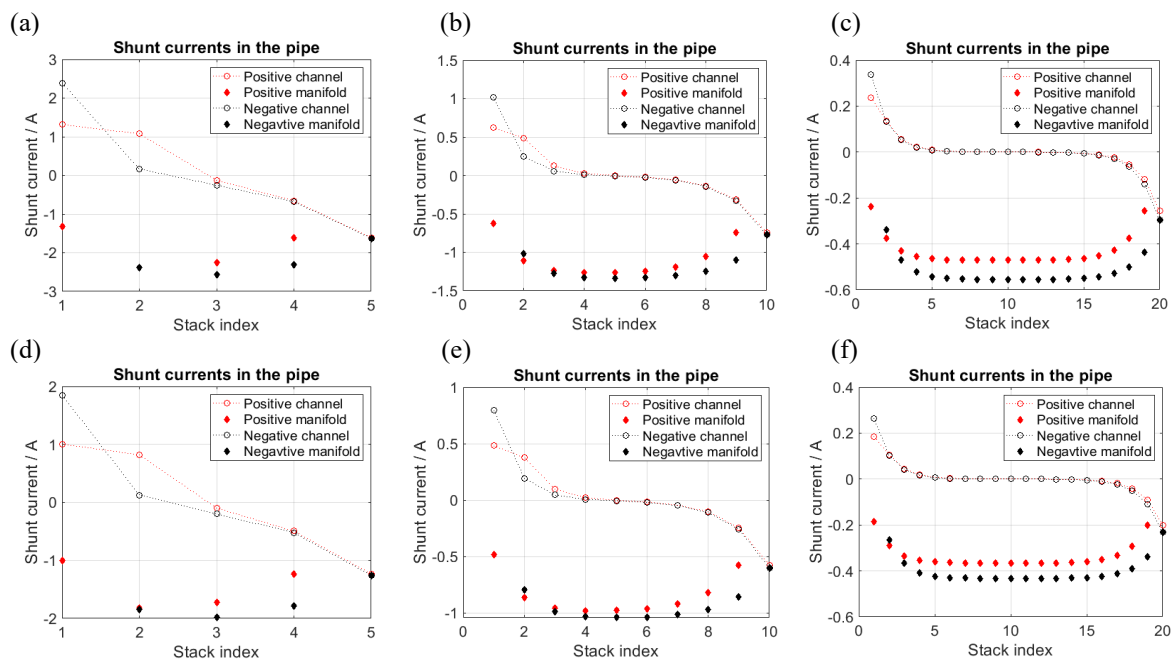 (a)
Shunt currents in the pipe
Shunt current / A
3
2
1
0
-1
-2
-3
1
2
3
4
5
Stack index
Positive channel
Positive manifold
Negative channel
Negavtive manifold
(b)
Shunt currents in the pipe
Shunt current / A
1.5
1
0.5
0
-0.5
-1
-1.5
0
2
4
6
8
10
Stack index
Positive channel
Positive manifold
Negative channel
Negavtive manifold
(c)
Shunt currents in the pipe
Shunt current / A
0.4
0.2
0
-0.2
-0.4
-0.6
0
5
10
15
20
Stack index
Positive channel
Positive manifold
Negative channel
Negavtive manifold
(d)
Shunt currents in the pipe
Shunt current / A
2
1
0
-1
-2
1
2
3
4
5
Stack index
Positive channel
Positive manifold
Negative channel
Negavtive manifold
(e)
Shunt currents in the pipe
Shunt current / A
1
0.5
0
-0.5
-1
0
2
4
6
8
10
Stack index
Positive channel
Positive manifold
Negative channel
Negavtive manifold
(f)
Shunt currents in the pipe
Shunt current / A
0.4
0.2
0
-0.2
-0.4
-0.6
0
5
10
15
20
Stack index
Positive channel
Positive manifold
Negative channel
Negavtive manifold